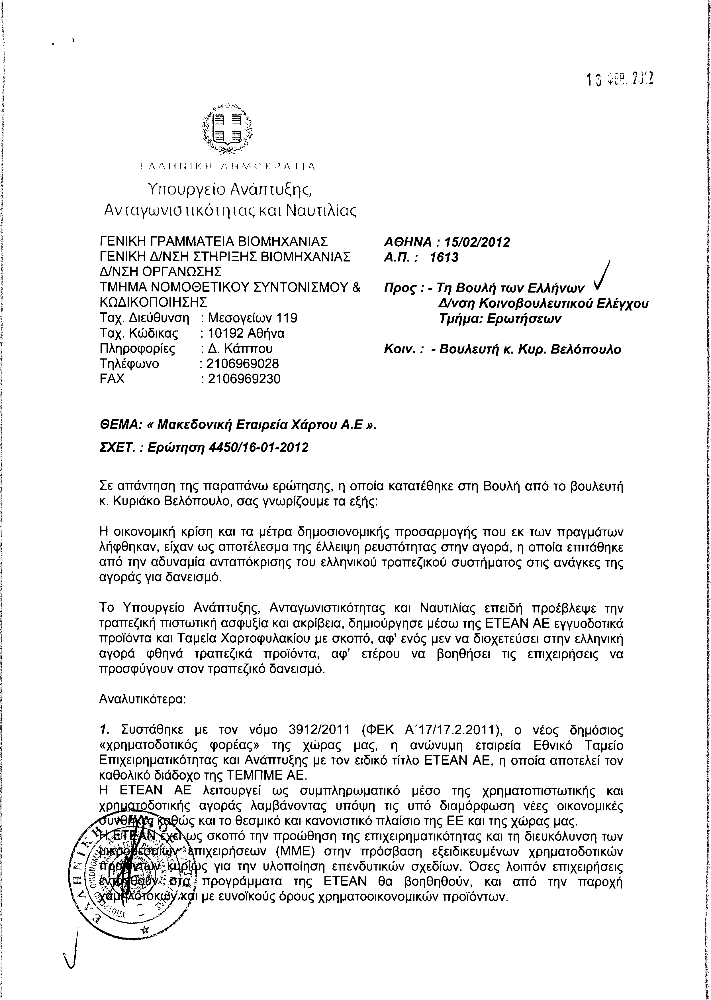 ΕΛΛΗΝΙΚΗ ΔΗΜΟΚΡΑΤΙΑ
Υπουργείο Ανάπτυξης,
Ανταγωνιστικότητας και Ναυτιλίας
ΓΕΝΙΚΗ ΓΡΑΜΜΑΤΕΙΑ ΒΙΟΜΗΧΑΝΙΑΣ
ΓΕΝΙΚΗ Δ/ΝΣΗ ΣΤΗΡΙΞΗΣ ΒΙΟΜΗΧΑΝΙΑΣ
Δ/ΝΣΗ ΟΡΓΑΝΩΣΗΣ
ΤΜΗΜΑ ΝΟΜΟΘΕΤΙΚΟΥ ΣΥΝΤΟΝΙΣΜΟΥ &
ΚΩΔΙΚΟΠΟΙΗΣΗΣ
Ταχ. Διεύθυνση : Μεσογείων 119
Ταχ. Κώδικας : 10192 Αθήνα
Πληροφορίες : Δ. Κάππου
Τηλέφωνο : 2106969028
FAX : 2106969230
ΑΘΗΝΑ : 15/02/2012
Α.Π. : 1613
Προς : - Τη Βουλή των Ελλήνων
Δ/νση Κοινοβουλευτικού Ελέγχου
Τμήμα: Ερωτήσεων
Κοιν. : - Βουλευτή κ. Κυρ. Βελόπουλο
ΘΕΜΑ: « Μακεδονική Εταιρεία Χάρτου Α.Ε ».
ΣΧΕΤ. : Ερώτηση 4450/16-01-2012
Σε απάντηση της παραπάνω ερώτησης, η οποία κατατέθηκε στη Βουλή από το βουλευτή
κ. Κυριάκο Βελόπουλο, σας γνωρίζουμε τα εξής:
Η οικονομική κρίση και τα μέτρα δημοσιονομικής προσαρμογής που εκ των πραγμάτων
λήφθηκαν, είχαν ως αποτέλεσμα της έλλειψη ρευστότητας στην αγορά, η οποία επιτάθηκε
από την αδυναμία ανταπόκρισης του ελληνικού τραπεζικού συστήματος στις ανάγκες της
αγοράς για δανεισμό.
Το Υπουργείο Ανάπτυξης, Ανταγωνιστικότητας και Ναυτιλίας επειδή προέβλεψε την
τραπεζική πιστωτική ασφυξία και ακρίβεια, δημιούργησε μέσω της ΕΤΕΑΝ ΑΕ εγγυοδοτικά
προϊόντα και Ταμεία Χαρτοφυλακίου με σκοπό, αφ' ενός μεν να διοχετεύσει στην ελληνική
αγορά φθηνά τραπεζικά προϊόντα, αφ' ετέρου να βοηθήσει τις επιχειρήσεις να
προσφύγουν στον τραπεζικό δανεισμό.
Αναλυτικότερα:
1. Συστάθηκε με τον νόμο 3912/2011 (ΦΕΚ Α΄17/17.2.2011), ο νέος δημόσιος
«χρηματοδοτικός φορέας» της χώρας μας, η ανώνυμη εταιρεία Εθνικό Ταμείο
Επιχειρηματικότητας και Ανάπτυξης με τον ειδικό τίτλο ΕΤΕΑΝ ΑΕ, η οποία αποτελεί τον
καθολικό διάδοχο της ΤΕΜΠΜΕ ΑΕ.
Η ΕΤΕΑΝ ΑΕ λειτουργεί ως συμπληρωματικό μέσο της χρηματοπιστωτικής και
χρηματοδοτικής αγοράς λαμβάνοντας υπόψη τις υπό διαμόρφωση νέες οικονομικές
συνθήκες καθώς και το θεσμικό και κανονιστικό πλαίσιο της ΕΕ και της χώρας μας.
Η ΕΤΕΑΝ έχει ως σκοπό την προώθηση της επιχειρηματικότητας και τη διευκόλυνση των
μικρομεσαίων επιχειρήσεων (ΜΜΕ) στην πρόσβαση εξειδικευμένων χρηματοδοτικών
προϊόντων κυρίως για την υλοποίηση επενδυτικών σχεδίων. Όσες λοιπόν επιχειρήσεις
ενταχθούν στα προγράμματα της ΕΤΕΑΝ θα βοηθηθούν, και από την παροχή
χαμηλότοκων και με ευνοϊκούς όρους χρηματοοικονομικών προϊόντων.